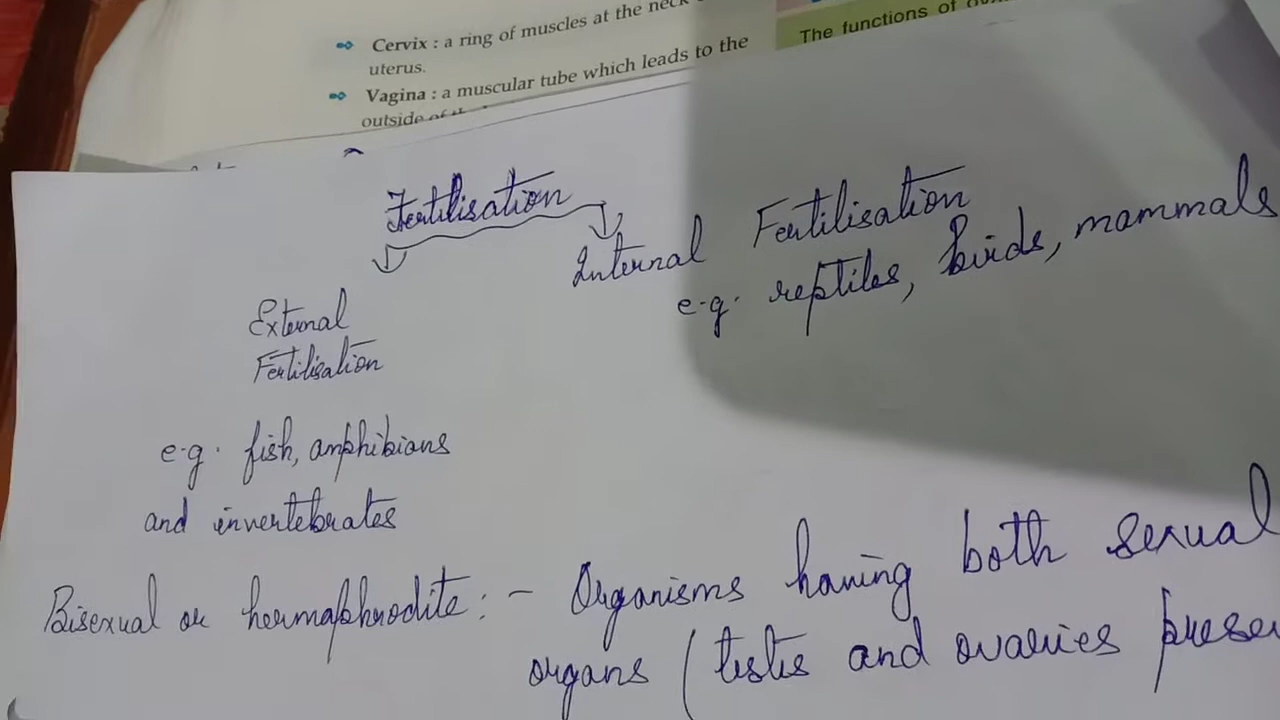 Cervix : a ring of muscles at the neck
uterus.
Vagina : a muscular tube which leads to the
outside of
The functions of
Fertilisation
External
Fertilisation
e.g. fish, amphibians
and invertebrates
Internal Fertilisation
e.g. reptiles, birds, mammals
Bisexual or hermaphrodite :- Organisms having both sexual
organs (testis and ovaries presen